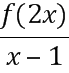 f(2x)
x − 1